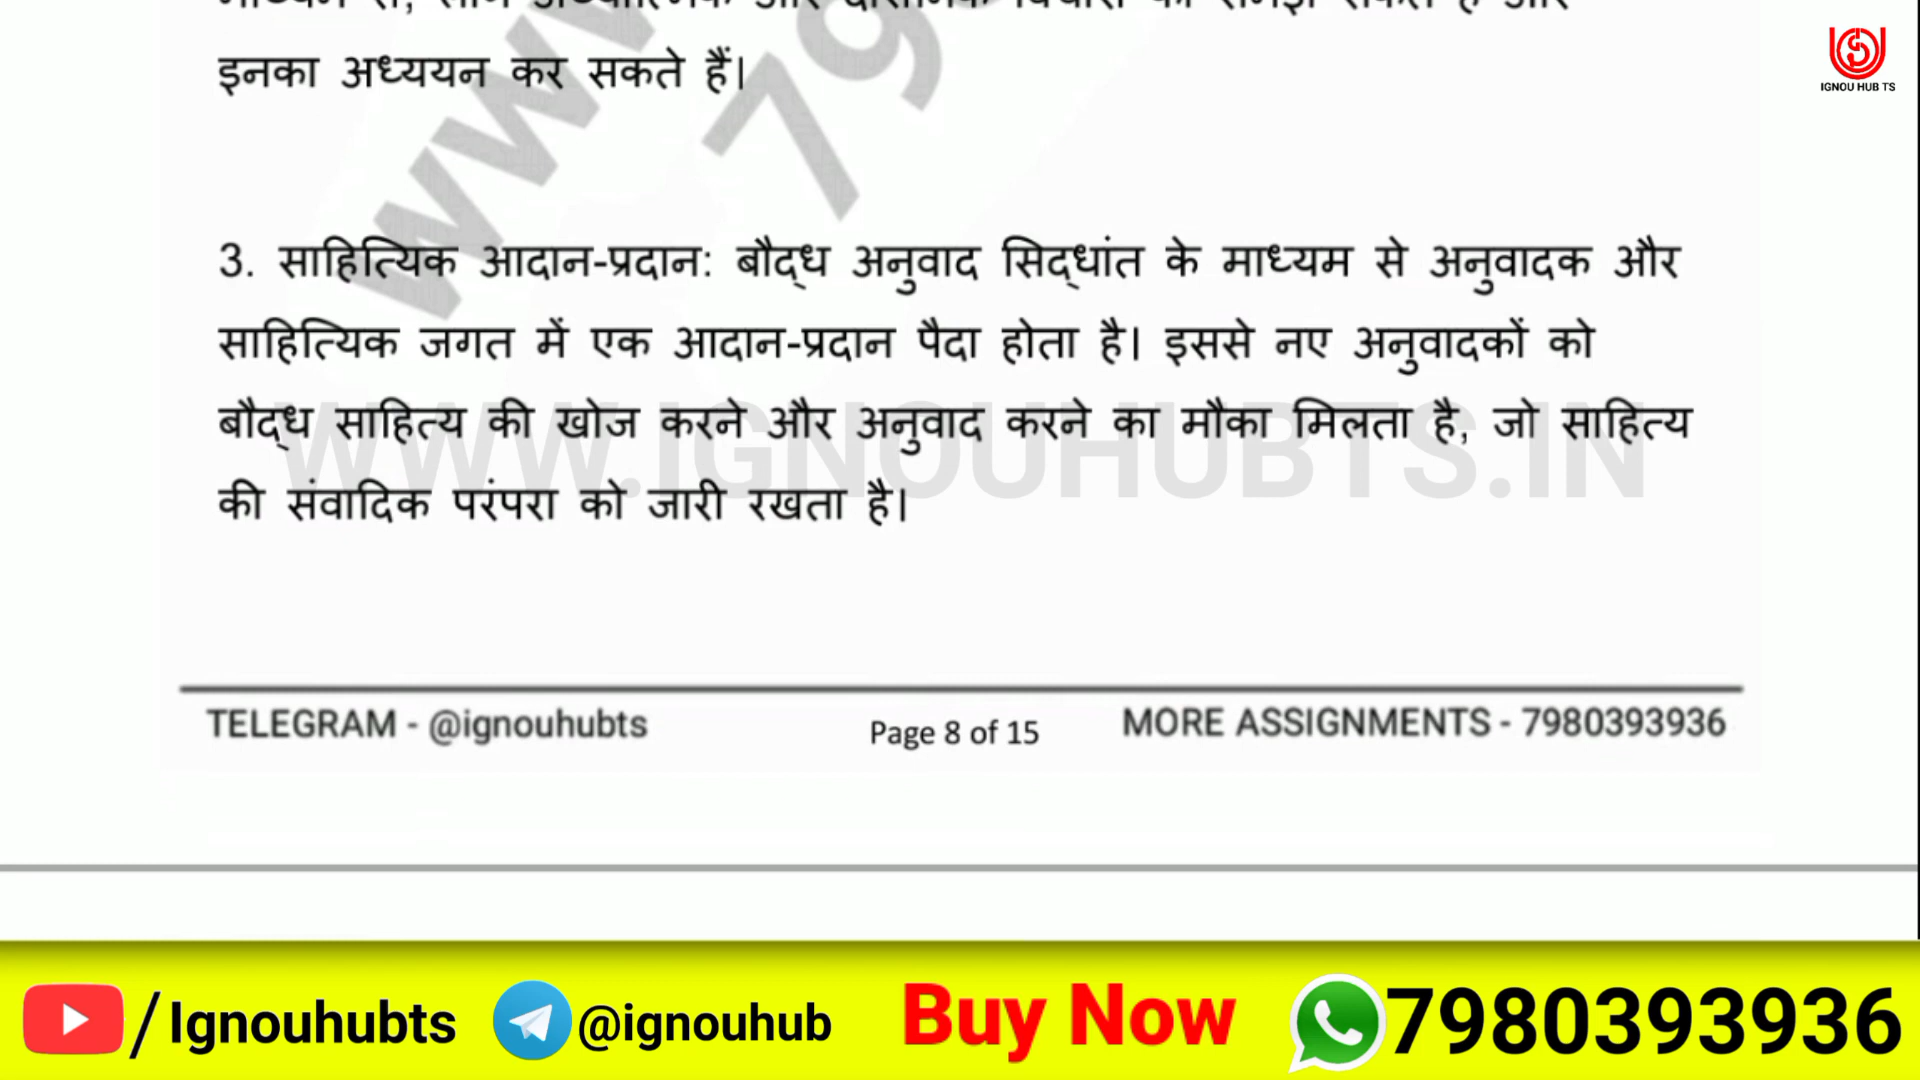 इनका अध्ययन कर सकते हैं।
IGNOU HUB TS
3. साहित्यिक आदान-प्रदान: बौद्ध अनुवाद सिद्धांत के माध्यम से अनुवादक और
साहित्यिक जगत में एक आदान-प्रदान पैदा होता है। इससे नए अनुवादकों को
बौद्ध साहित्य की खोज करने और अनुवाद करने का मौका मिलता है, जो साहित्य
की संवादिक परंपरा को जारी रखता है।
WWW.IGNOUHUBTS.IN
TELEGRAM - @ignouhubts Page 8 of 15 MORE ASSIGNMENTS - 7980393936
/Ignouhubts @ignouhub Buy Now 7980393936